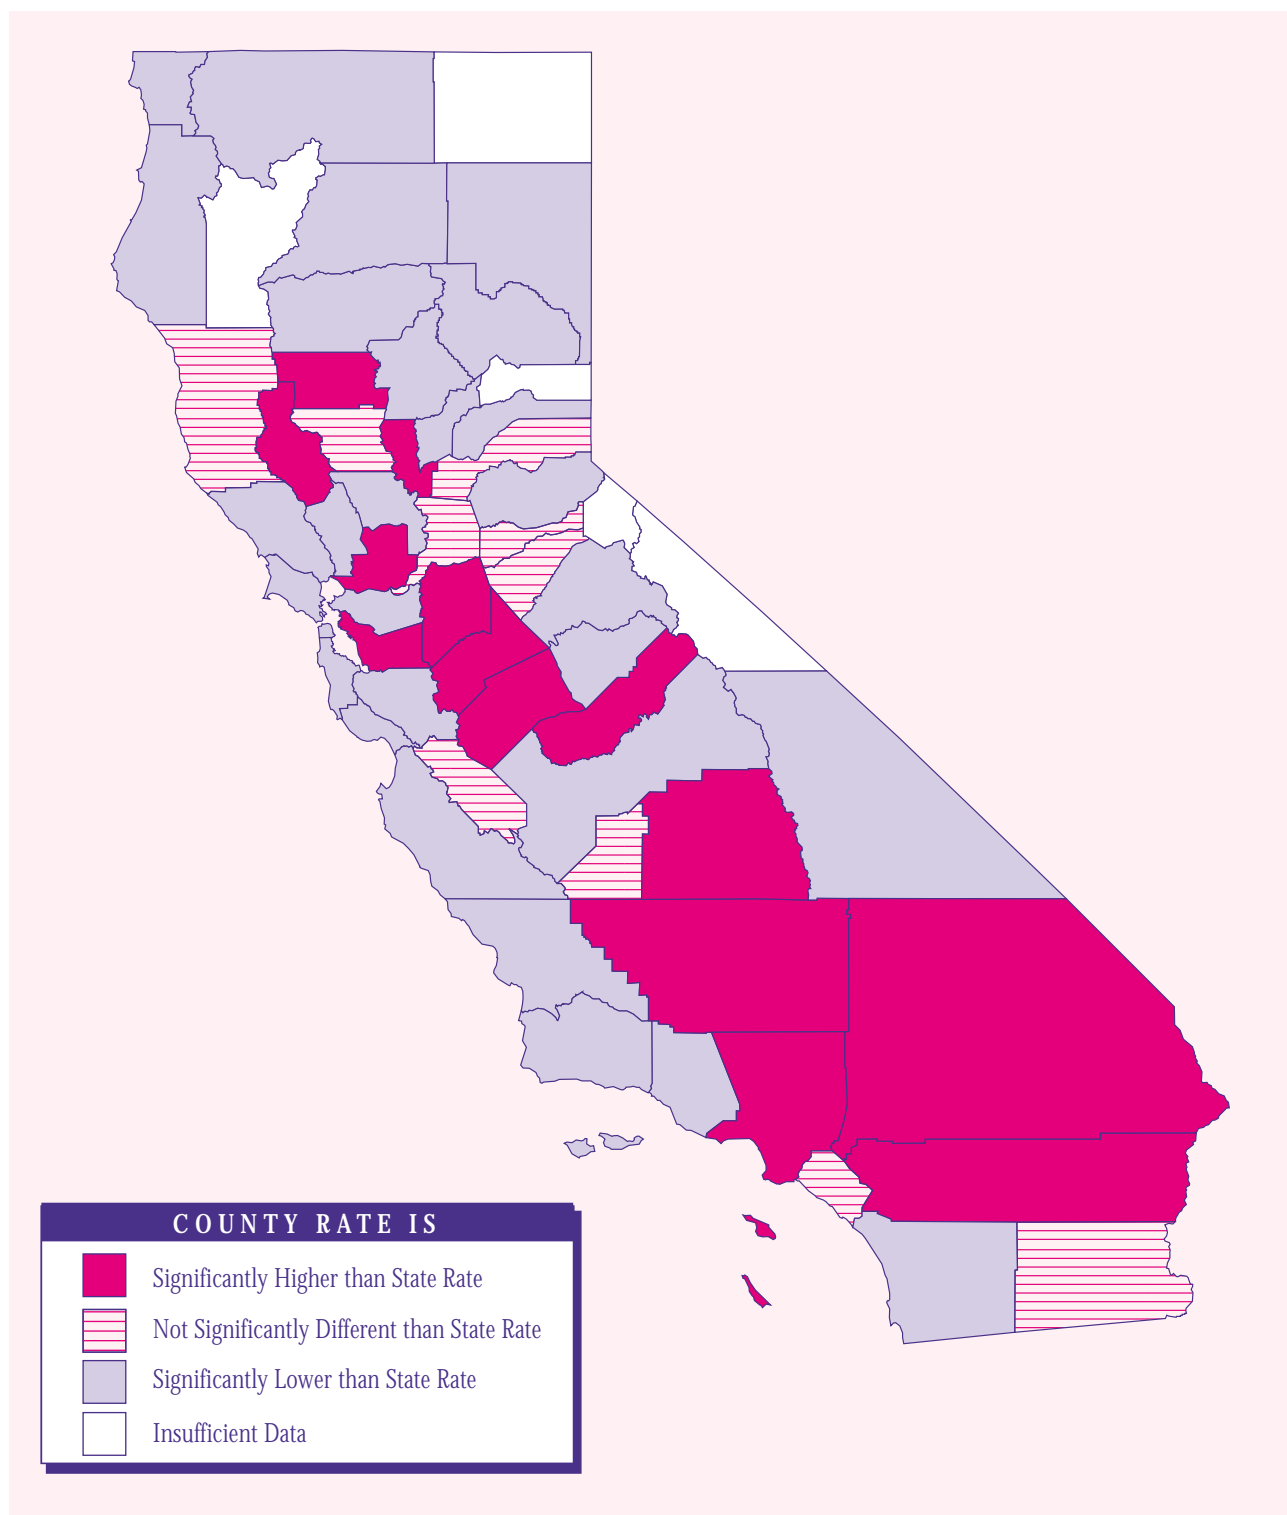 COUNTY RATE IS
Significantly Higher than State Rate
Not Significantly Different than State Rate
Significantly Lower than State Rate
Insufficient Data